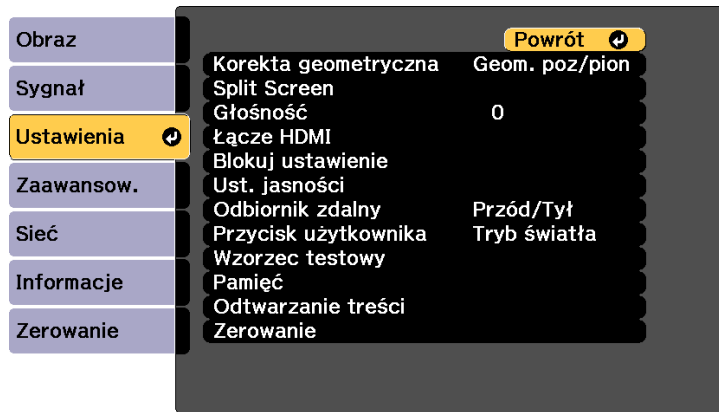 Obraz
Sygnał
Ustawienia
Zaawansow.
Sieć
Informacje
Zerowanie
Powrót
Korekta geometryczna Geom. poz/pion
Split Screen
Głośność 0
Łącze HDMI
Blokuj ustawienie
Ust. jasności
Odbiornik zdalny Przód/Tył
Przycisk użytkownika Tryb światła
Wzorzec testowy
Pamięć
Odtwarzanie treści
Zerowanie